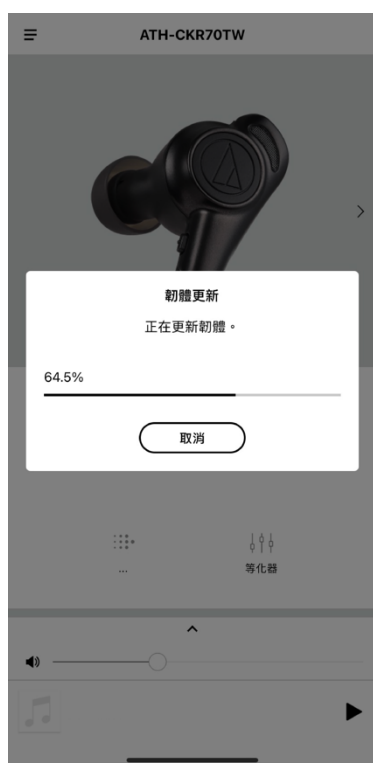 ATH-CKR70TW
韌體更新
正在更新韌體。
64.5%
取消
...
等化器